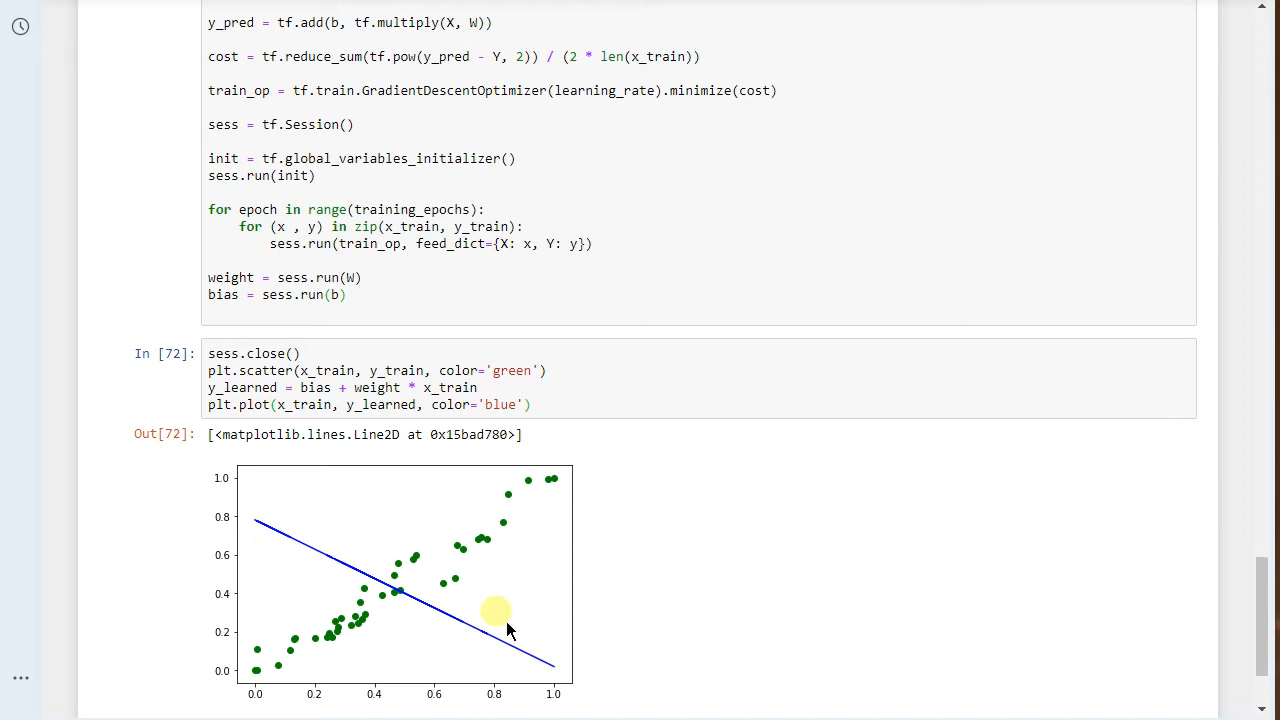 y_pred = tf.add(b, tf.multiply(X, W))
cost = tf.reduce_sum(tf.pow(y_pred - Y, 2)) / (2 * len(x_train))
train_op = tf.train.GradientDescentOptimizer(learning_rate).minimize(cost)
sess = tf.Session()
init = tf.global_variables_initializer()
sess.run(init)
for epoch in range(training_epochs):
    for (x , y) in zip(x_train, y_train):
        sess.run(train_op, feed_dict={X: x, Y: y})
weight = sess.run(W)
bias = sess.run(b)
In [72]: sess.close()
plt.scatter(x_train, y_train, color='green')
y_learned = bias + weight * x_train
plt.plot(x_train, y_learned, color='blue')
Out[72]: [<matplotlib.lines.Line2D at 0x15bad780>]
1.0
0.8
0.6
0.4
0.2
0.0
0.0 0.2 0.4 0.6 0.8 1.0